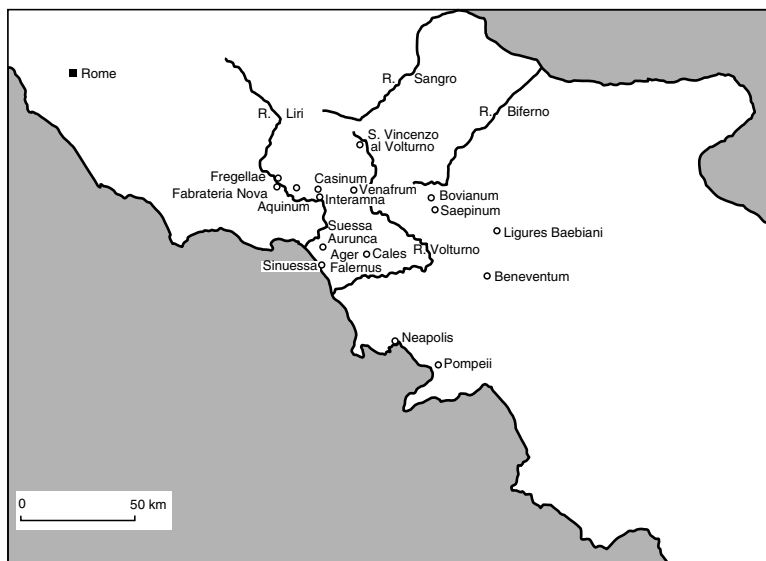 Rome
R. Sangro
R. Liri
R. Biferno
S. Vincenzo
al Volturno
Fregellae
Casinum
Fabrateria Nova
Venafrum
Bovianum
Aquinum
Interamna
Saepinum
Suessa
Aurunca
Ligures Baebiani
Ager
Falernus
Cales
R. Volturno
Sinuessa
Beneventum
Neapolis
Pompeii
0 50 km